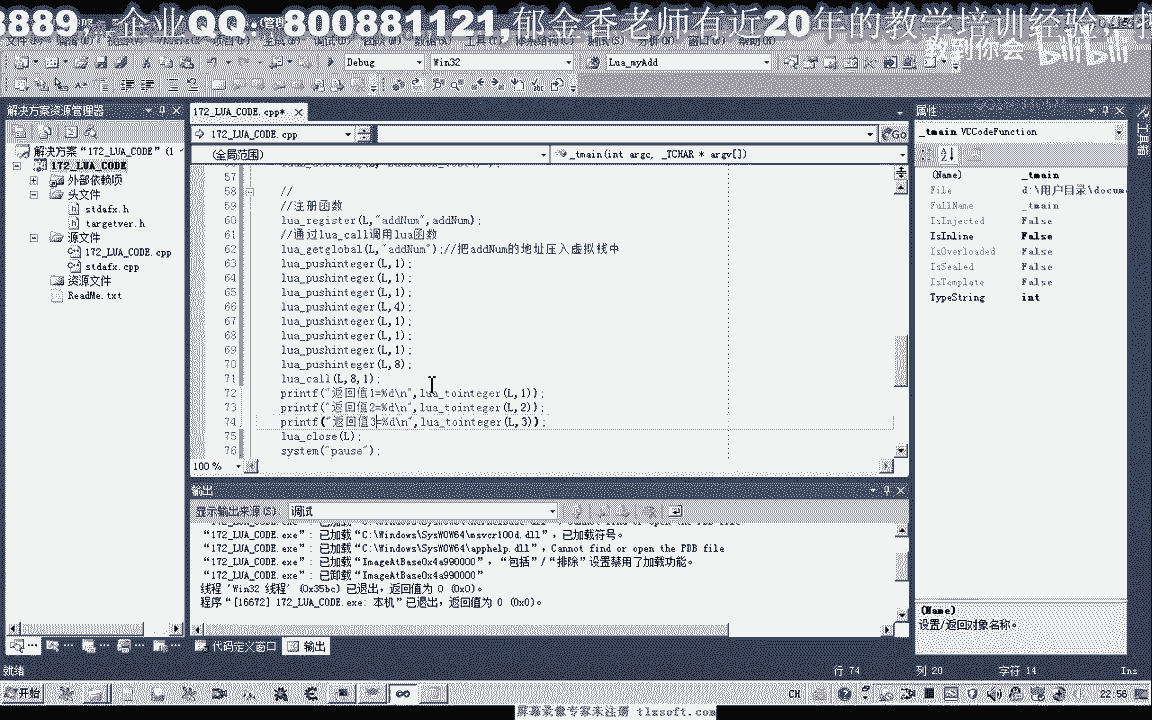 8889，企业QQ：800881121,郁金香老师有近20年的教学培训经验，
教到你会 bilibili
Debug Win32 Lua_myAdd
解决方案资源管理器
172_LUA_CODE.cpp* ×
属性
172_LUA_CODE.cpp Go
_tmain VCCodeFunction
解决方案“172_LUA_CODE”(1
(全局范围) _tmain(int argc, _TCHAR * argv[])
172_LUA_CODE
外部依赖项
头文件
stdafx.h
targetver.h
源文件
172_LUA_CODE.cpp
stdafx.cpp
资源文件
ReadMe.txt
57
58 //
59 //注册函数
60 lua_register(L,"addNum",addNum);
61 //通过lua_call调用lua函数
62 lua_getglobal(L,"addNum");//把addNum的地址压入虚拟栈中
63 lua_pushinteger(L,1);
64 lua_pushinteger(L,1);
65 lua_pushinteger(L,1);
66 lua_pushinteger(L,4);
67 lua_pushinteger(L,1);
68 lua_pushinteger(L,1);
69 lua_pushinteger(L,1);
70 lua_pushinteger(L,8);
71 lua_call(L,8,1);
72 printf("返回值1=%d\n",lua_tointeger(L,1));
73 printf("返回值2=%d\n",lua_tointeger(L,2));
74 printf("返回值3=%d\n",lua_tointeger(L,3));
75 lua_close(L);
76 system("pause");
100 %
(Name) _tmain
File d:\用户目录\docum
FullName _tmain
IsInjected False
IsInline False
IsOverloaded False
IsSealed False
IsTemplate False
TypeString int
输出
显示输出来源(S): 调试
“172_LUA_CODE.exe”: 已加载“C:\Windows\SysWOW64\msvcr100d.dll”，已加载符号。
“172_LUA_CODE.exe”: 已加载“C:\Windows\SysWOW64\apphelp.dll”，Cannot find or open the PDB file
“172_LUA_CODE.exe”: 已加载“ImageAtBase0x4a990000”，“包括”/“排除”设置禁用了加载功能。
“172_LUA_CODE.exe”: 已卸载“ImageAtBase0x4a990000”
线程 'Win32 线程' (0x35bc) 已退出，返回值为 0 (0x0)。
程序“[16672] 172_LUA_CODE.exe: 本机”已退出，返回值为 0 (0x0)。
(Name)
设置/返回对象名称。
代码定义窗口 输出
就绪 行 74 列 20 字符 14 Ins
开始 CH 22:56
屏幕录像专家未注册 tlxsoft.com